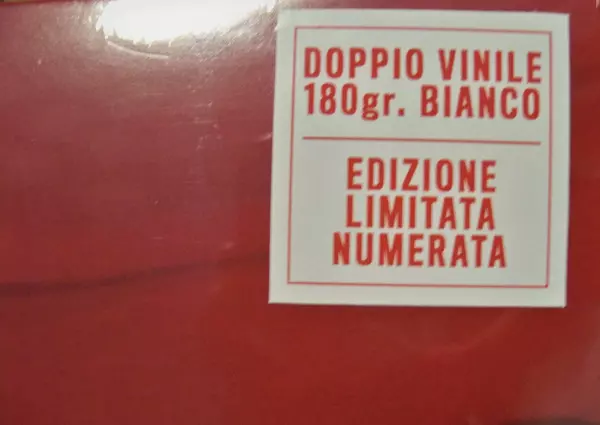 DOPPIO VINILE
180gr. BIANCO
EDIZIONE
LIMITATA
NUMERATA